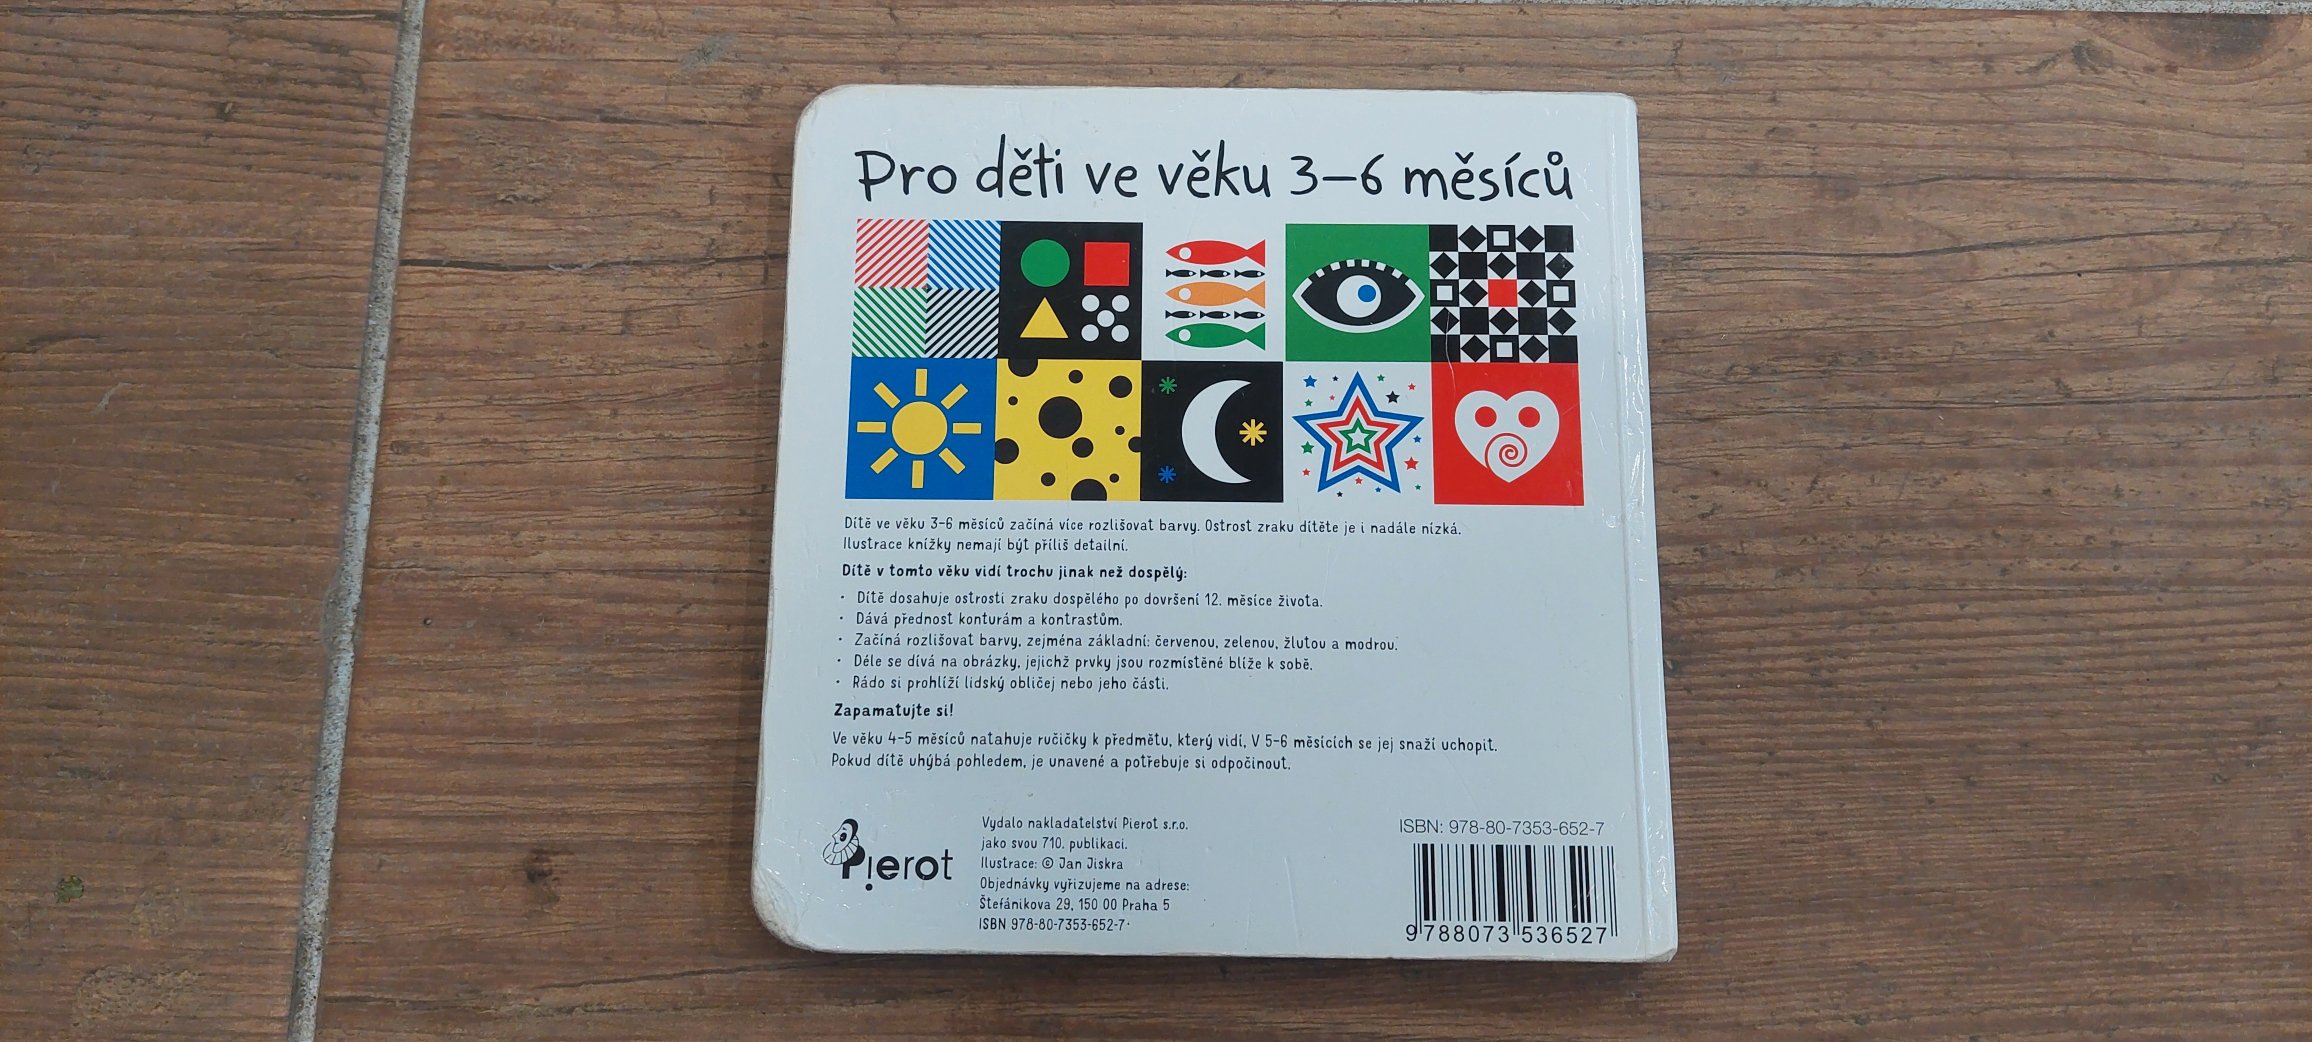 Pro děti ve věku 3–6 měsíců
Dítě ve věku 3-6 měsíců začíná více rozlišovat barvy. Ostrost zraku dítěte je i nadále nízká.
Ilustrace knížky nemají být příliš detailní.
Dítě v tomto věku vidí trochu jinak než dospělý:
• Dítě dosahuje ostrosti zraku dospělého po dovršení 12. měsíce života.
• Dává přednost konturám a kontrastům.
• Začíná rozlišovat barvy, zejména základní: červenou, zelenou, žlutou a modrou.
• Déle se dívá na obrázky, jejichž prvky jsou rozmístěné blíže k sobě.
• Rádo si prohlíží lidský obličej nebo jeho části.
Zapamatujte si!
Ve věku 4-5 měsíců natahuje ručičky k předmětu, který vidí, V 5-6 měsících se jej snaží uchopit.
Pokud dítě uhýbá pohledem, je unavené a potřebuje si odpočinout.
Pierot
Vydalo nakladatelství Pierot s.r.o.
jako svou 710. publikaci.
Ilustrace: © Jan Jiskra
Objednávky vyřizujeme na adrese:
Štefánikova 29, 150 00 Praha 5
ISBN 978-80-7353-652-7
ISBN: 978-80-7353-652-7
9 788073 536527